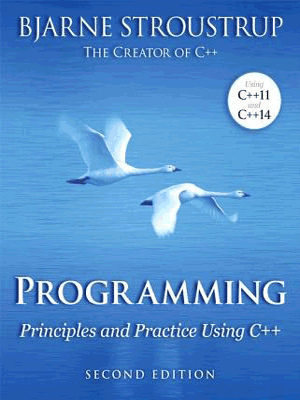 BJARNE STROUSTRUP
THE CREATOR OF C++
Using
C++11
and
C++14
PROGRAMMING
Principles and Practice Using C++
SECOND EDITION